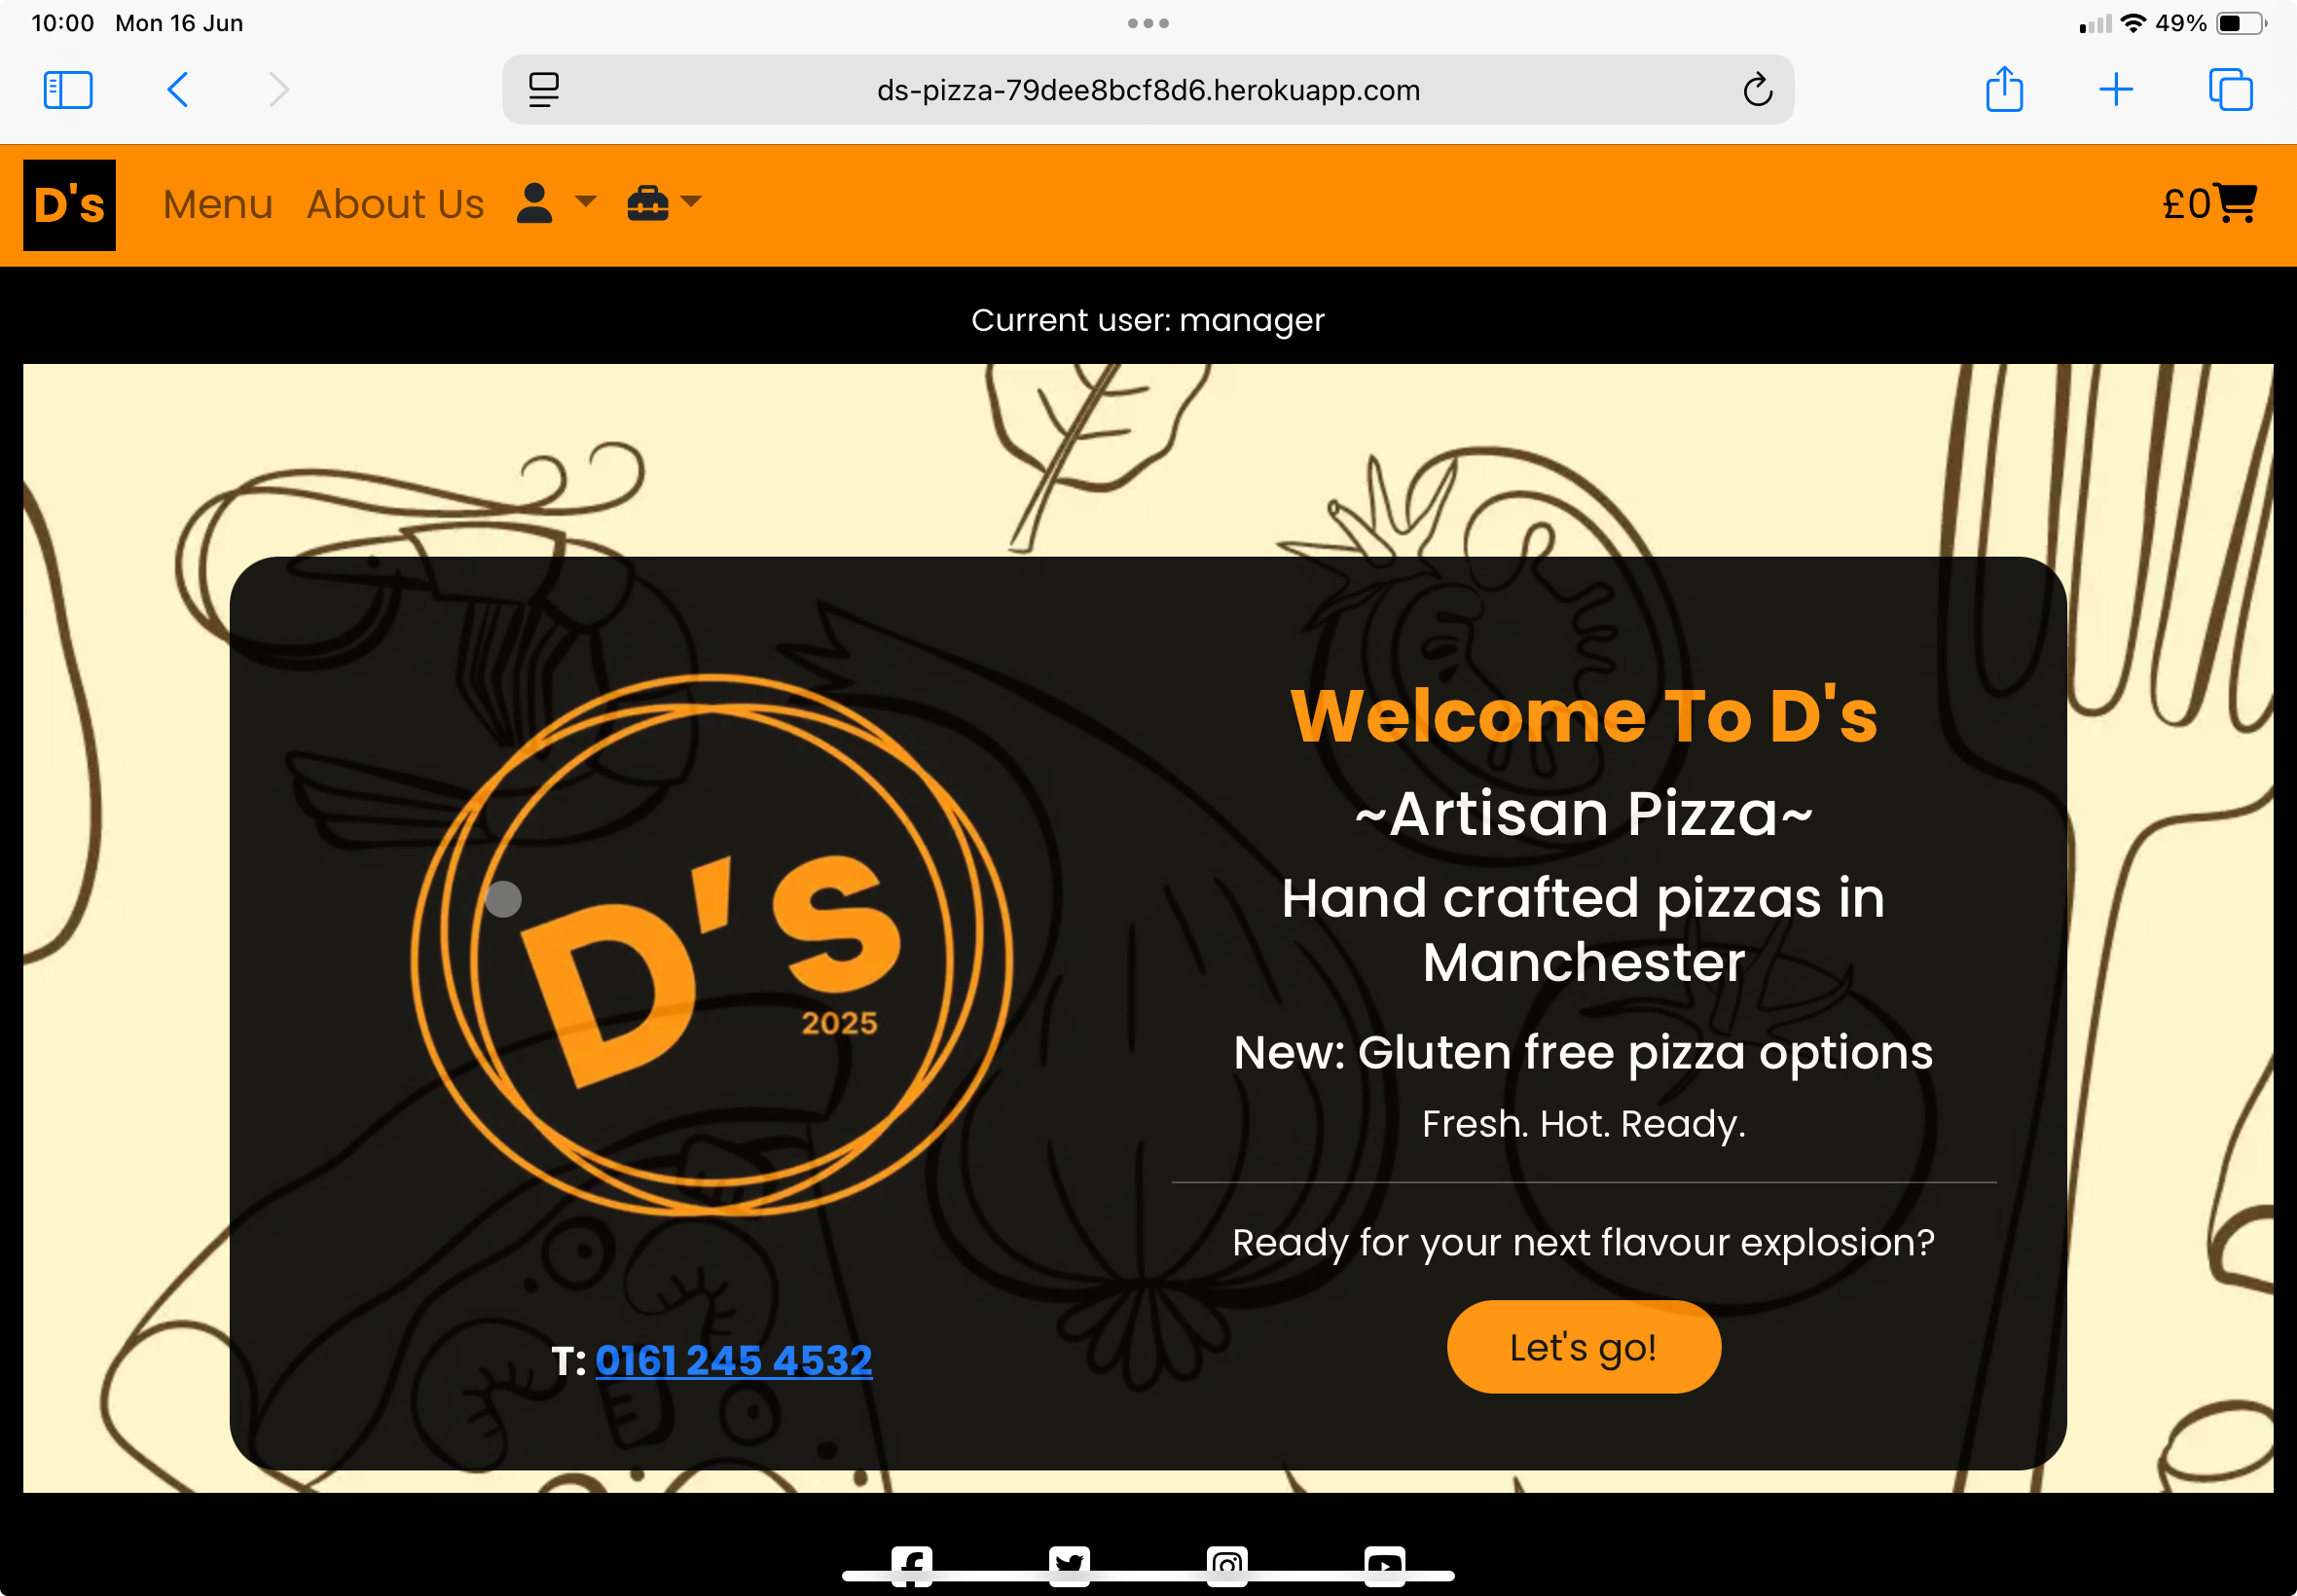 10:00 Mon 16 Jun
49%
ds-pizza-79dee8bcf8d6.herokuapp.com
D's Menu About Us £0
Current user: manager
D's
2025
T: 0161 245 4532
Welcome To D's
~Artisan Pizza~
Hand crafted pizzas in
Manchester
New: Gluten free pizza options
Fresh. Hot. Ready.
Ready for your next flavour explosion?
Let's go!